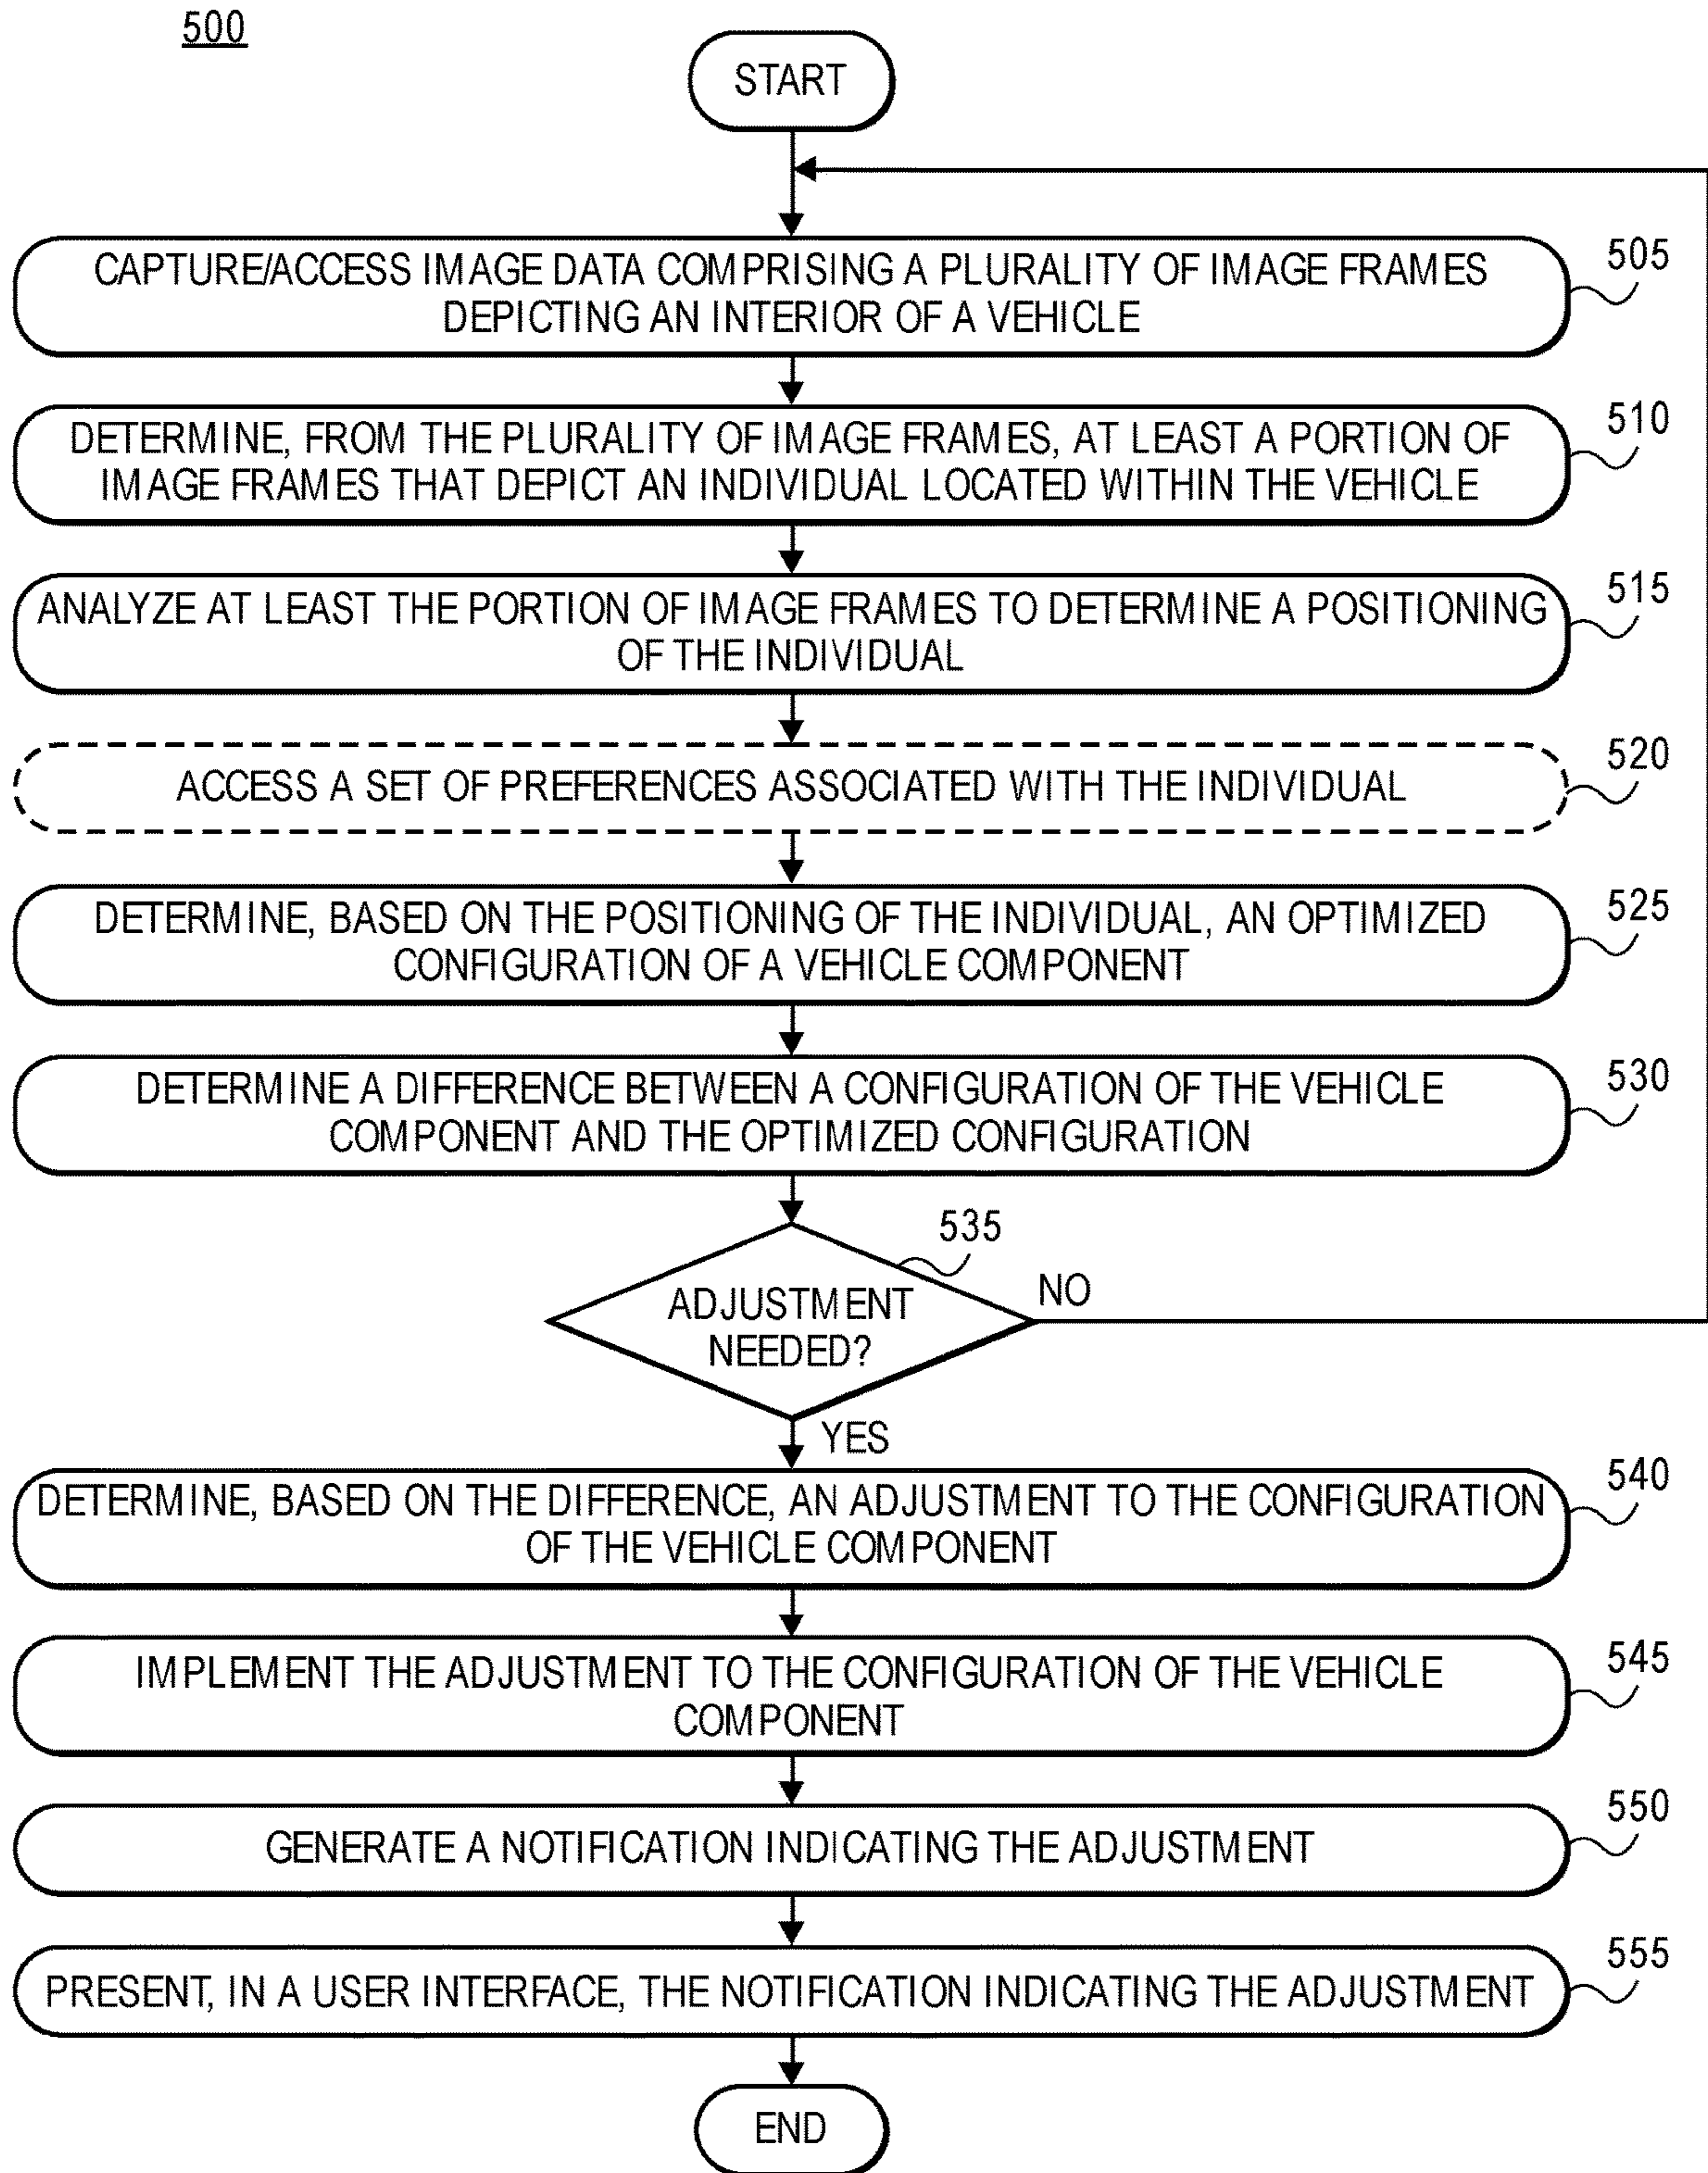 500
START
CAPTURE/ACCESS IMAGE DATA COMPRISING A PLURALITY OF IMAGE FRAMES
DEPICTING AN INTERIOR OF A VEHICLE
505
DETERMINE, FROM THE PLURALITY OF IMAGE FRAMES, AT LEAST A PORTION OF
IMAGE FRAMES THAT DEPICT AN INDIVIDUAL LOCATED WITHIN THE VEHICLE
510
ANALYZE AT LEAST THE PORTION OF IMAGE FRAMES TO DETERMINE A POSITIONING
OF THE INDIVIDUAL
515
ACCESS A SET OF PREFERENCES ASSOCIATED WITH THE INDIVIDUAL
520
DETERMINE, BASED ON THE POSITIONING OF THE INDIVIDUAL, AN OPTIMIZED
CONFIGURATION OF A VEHICLE COMPONENT
525
DETERMINE A DIFFERENCE BETWEEN A CONFIGURATION OF THE VEHICLE
COMPONENT AND THE OPTIMIZED CONFIGURATION
530
535
ADJUSTMENT
NEEDED?
NO
YES
DETERMINE, BASED ON THE DIFFERENCE, AN ADJUSTMENT TO THE CONFIGURATION
OF THE VEHICLE COMPONENT
540
IMPLEMENT THE ADJUSTMENT TO THE CONFIGURATION OF THE VEHICLE
COMPONENT
545
GENERATE A NOTIFICATION INDICATING THE ADJUSTMENT
550
PRESENT, IN A USER INTERFACE, THE NOTIFICATION INDICATING THE ADJUSTMENT
555
END